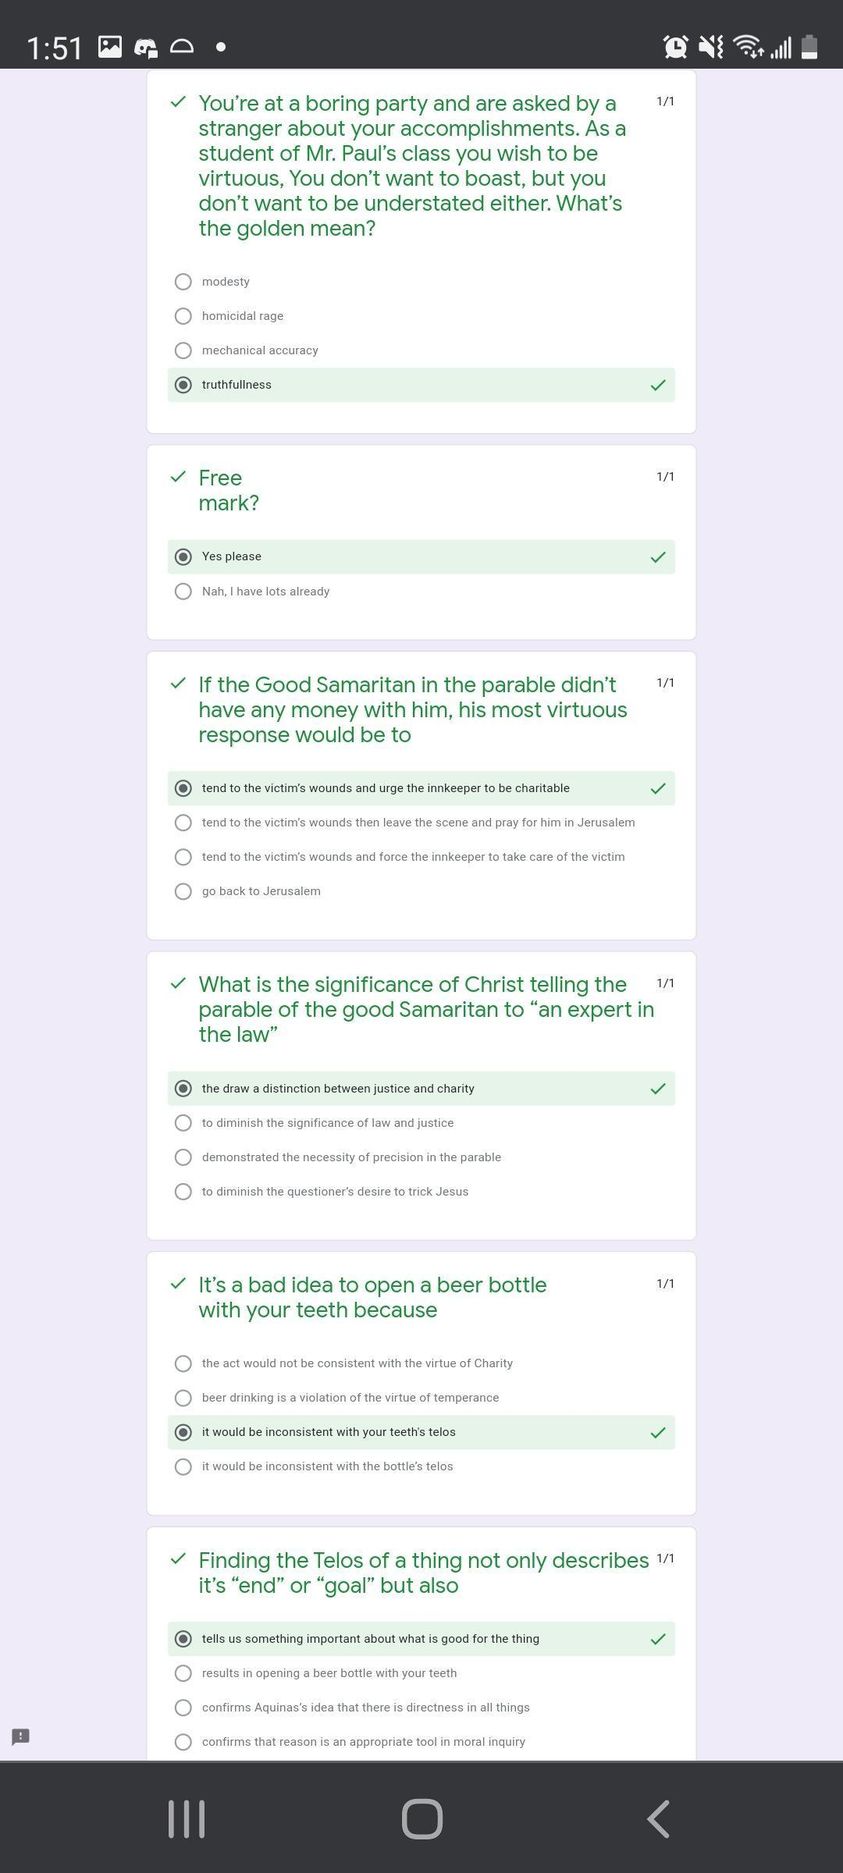 1:51
You’re at a boring party and are asked by a
1/1
stranger about your accomplishments. As a
student of Mr. Paul’s class you wish to be
virtuous, You don’t want to boast, but you
don’t want to be understated either. What’s
the golden mean?
modesty
homicidal rage
mechanical accuracy
truthfullness
Free
1/1
mark?
Yes please
Nah, I have lots already
If the Good Samaritan in the parable didn’t
1/1
have any money with him, his most virtuous
response would be to
tend to the victim’s wounds and urge the innkeeper to be charitable
tend to the victim’s wounds then leave the scene and pray for him in Jerusalem
tend to the victim’s wounds and force the innkeeper to take care of the victim
go back to Jerusalem
What is the significance of Christ telling the
1/1
parable of the good Samaritan to “an expert in
the law”
the draw a distinction between justice and charity
to diminish the significance of law and justice
demonstrated the necessity of precision in the parable
to diminish the questioner’s desire to trick Jesus
It’s a bad idea to open a beer bottle
1/1
with your teeth because
the act would not be consistent with the virtue of Charity
beer drinking is a violation of the virtue of temperance
it would be inconsistent with your teeth's telos
it would be inconsistent with the bottle’s telos
Finding the Telos of a thing not only describes
1/1
it’s “end” or “goal” but also
tells us something important about what is good for the thing
results in opening a beer bottle with your teeth
confirms Aquinas's idea that there is directness in all things
confirms that reason is an appropriate tool in moral inquiry